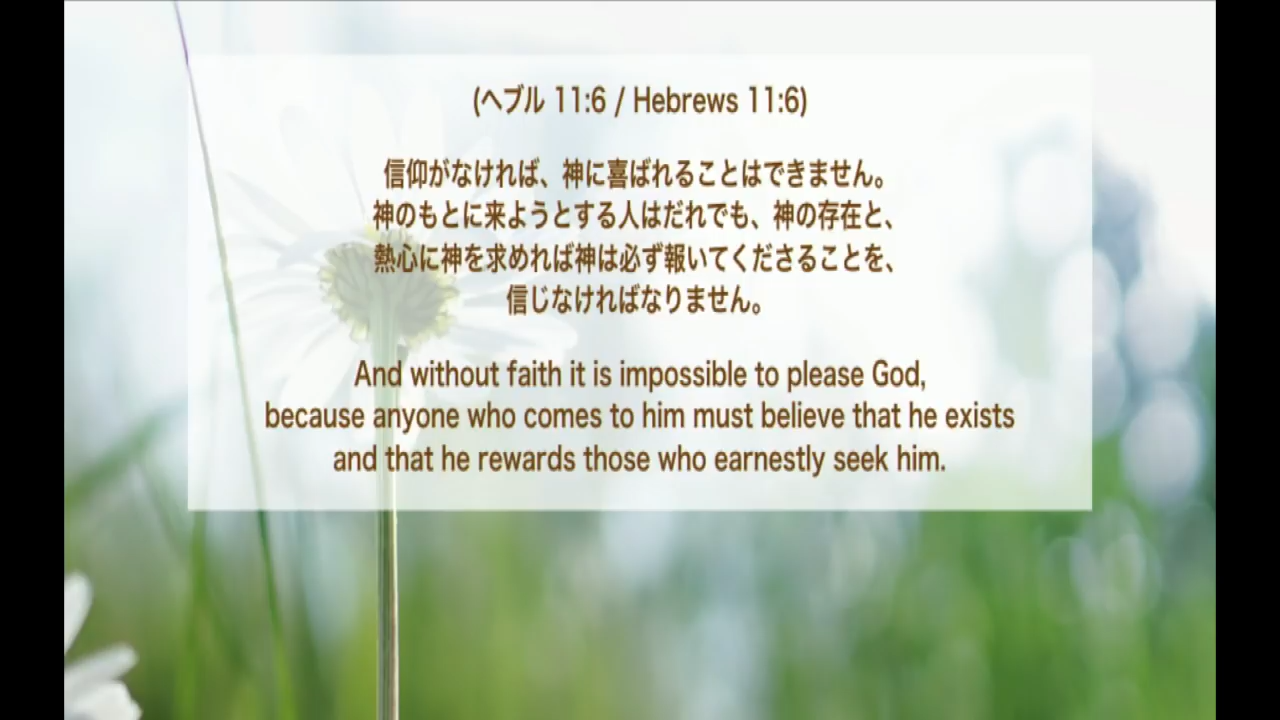 (ヘブル 11:6 / Hebrews 11:6)
信仰がなければ、神に喜ばれることはできません。
神のもとに来ようとする人はだれでも、神の存在と、
熱心に神を求めれば神は必ず報いてくださることを、
信じなければなりません。
And without faith it is impossible to please God,
because anyone who comes to him must believe that he exists
and that he rewards those who earnestly seek him.